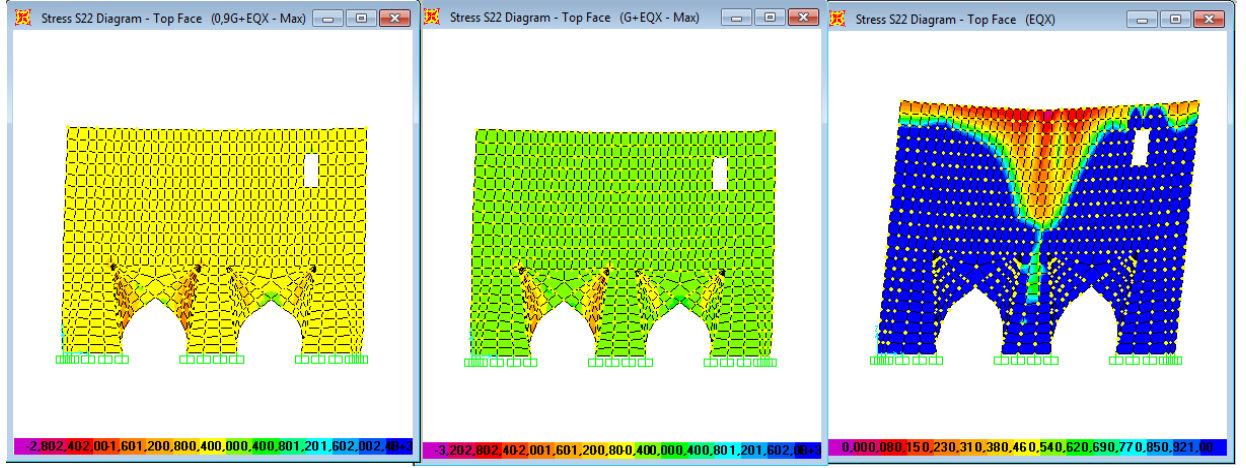 Stress S22 Diagram - Top Face (0,9G+EQX - Max)
Stress S22 Diagram - Top Face (G+EQX - Max)
Stress S22 Diagram - Top Face (EQX)
-2,802,402,001,601,200,800,400,000,400,801,201,602,002,4
-3,202,802,402,001,601,200,800,400,000,400,801,201,602,0
0,000,080,150,230,310,380,460,540,620,690,770,850,921,00